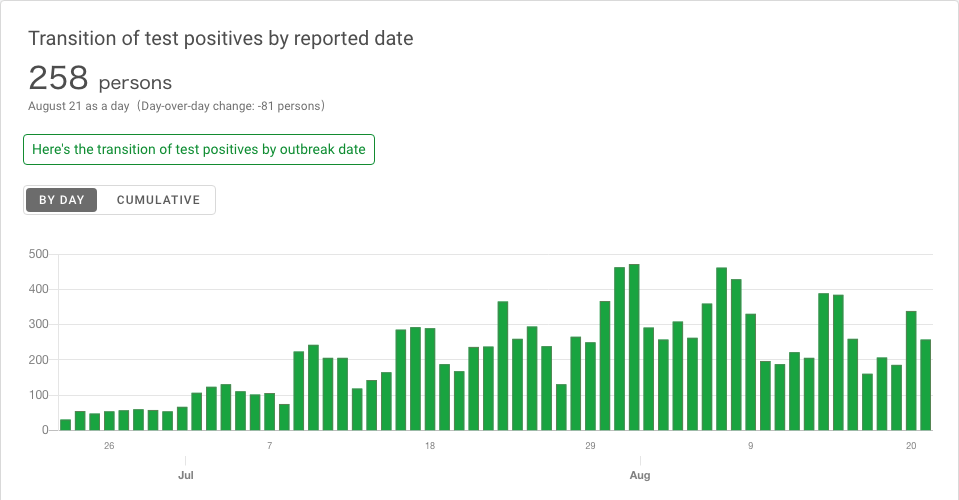 Transition of test positives by reported date
258 persons
August 21 as a day（Day-over-day change: -81 persons）
Here's the transition of test positives by outbreak date
BY DAY CUMULATIVE
500
400
300
200
100
0
26 7 18 29 9 20
Jul Aug